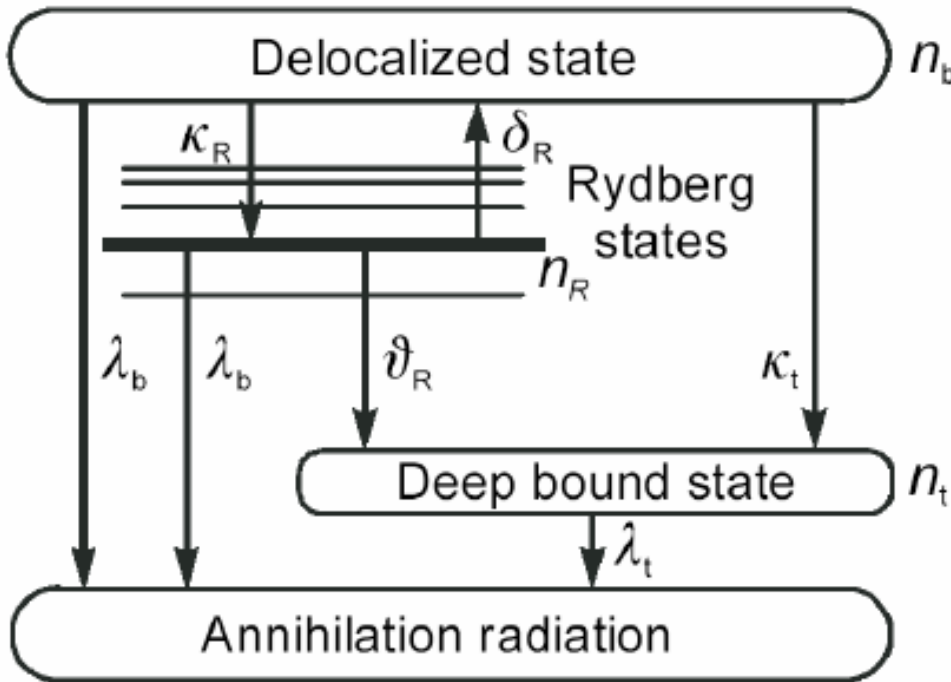 Delocalized state
n_b
κ_R
δ_R
Rydberg
states
n_R
λ_b
λ_b
ϑ_R
κ_t
Deep bound state
n_t
λ_t
Annihilation radiation